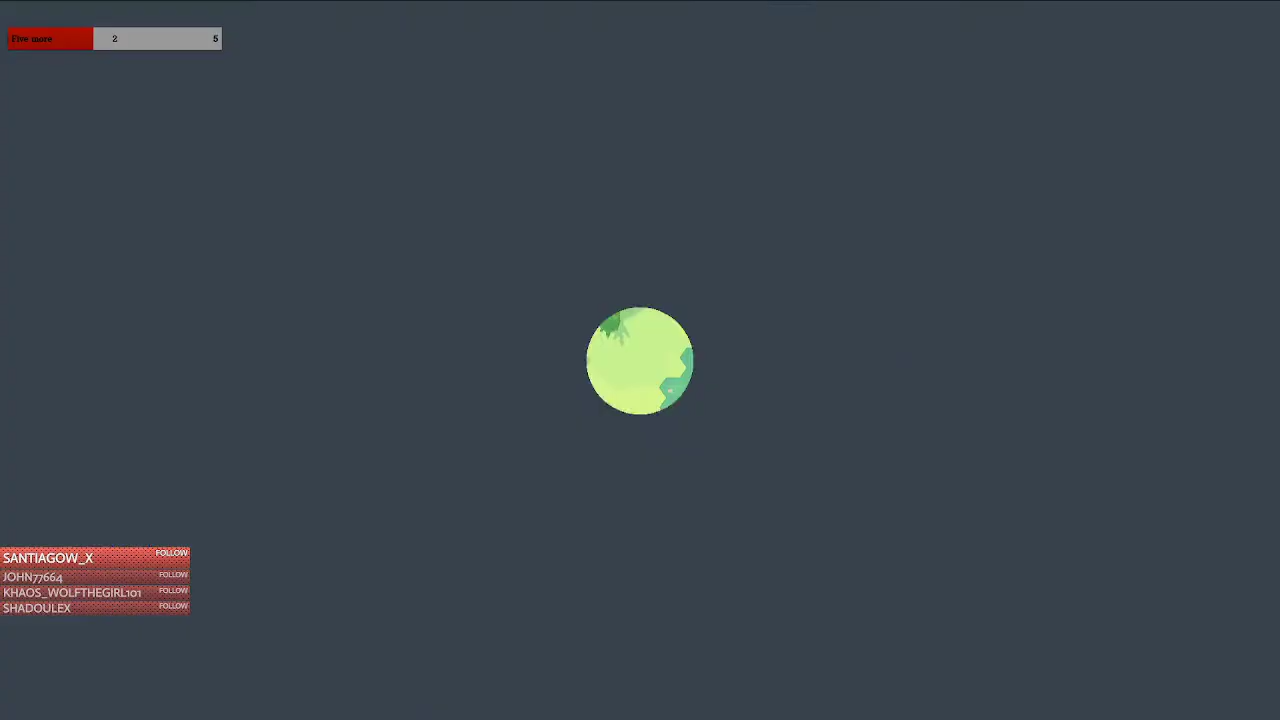 Five more 2 5
SANTIAGOW_X FOLLOW
JOHN77664 FOLLOW
KHAOS_WOLFTHEGIRL101 FOLLOW
SHADOULEX FOLLOW